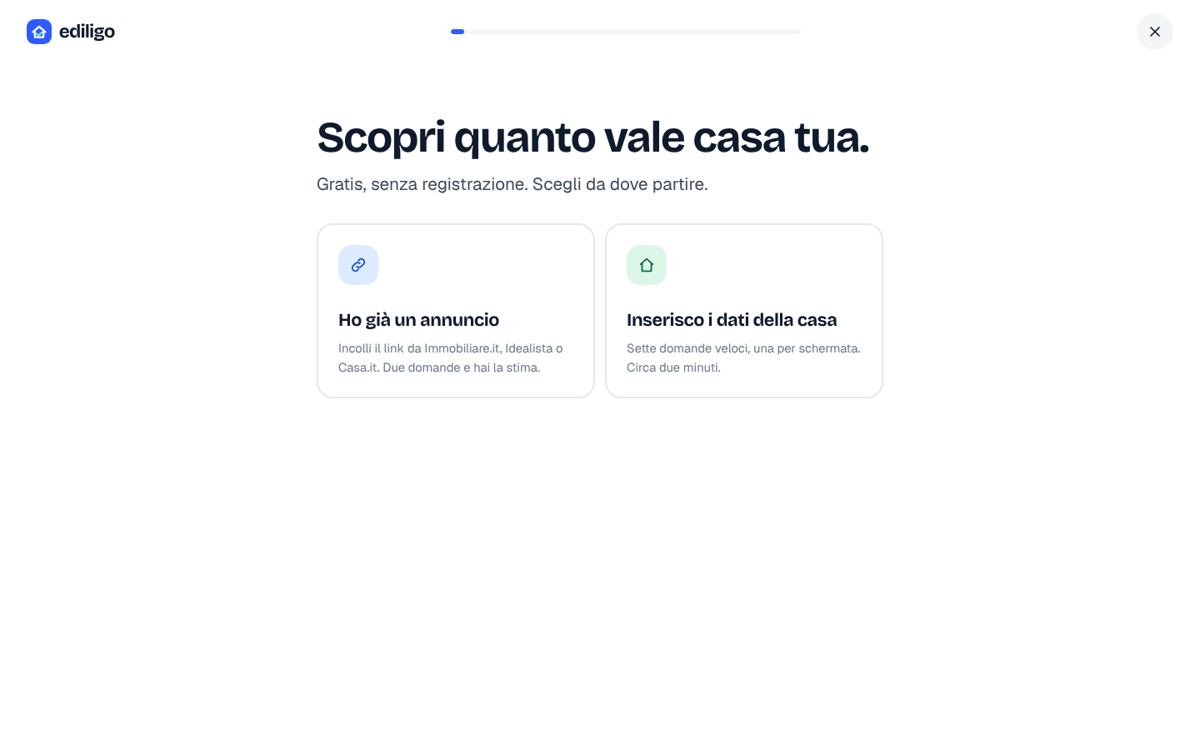 ediligo
Scopri quanto vale casa tua.
Gratis, senza registrazione. Scegli da dove partire.
Ho già un annuncio
Incolli il link da Immobiliare.it, Idealista o
Casa.it. Due domande e hai la stima.
Inserisco i dati della casa
Sette domande veloci, una per schermata.
Circa due minuti.